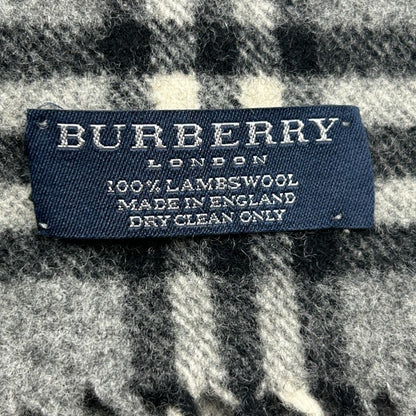 BURBERRY
LONDON
100% LAMBSWOOL
MADE IN ENGLAND
DRY CLEAN ONLY